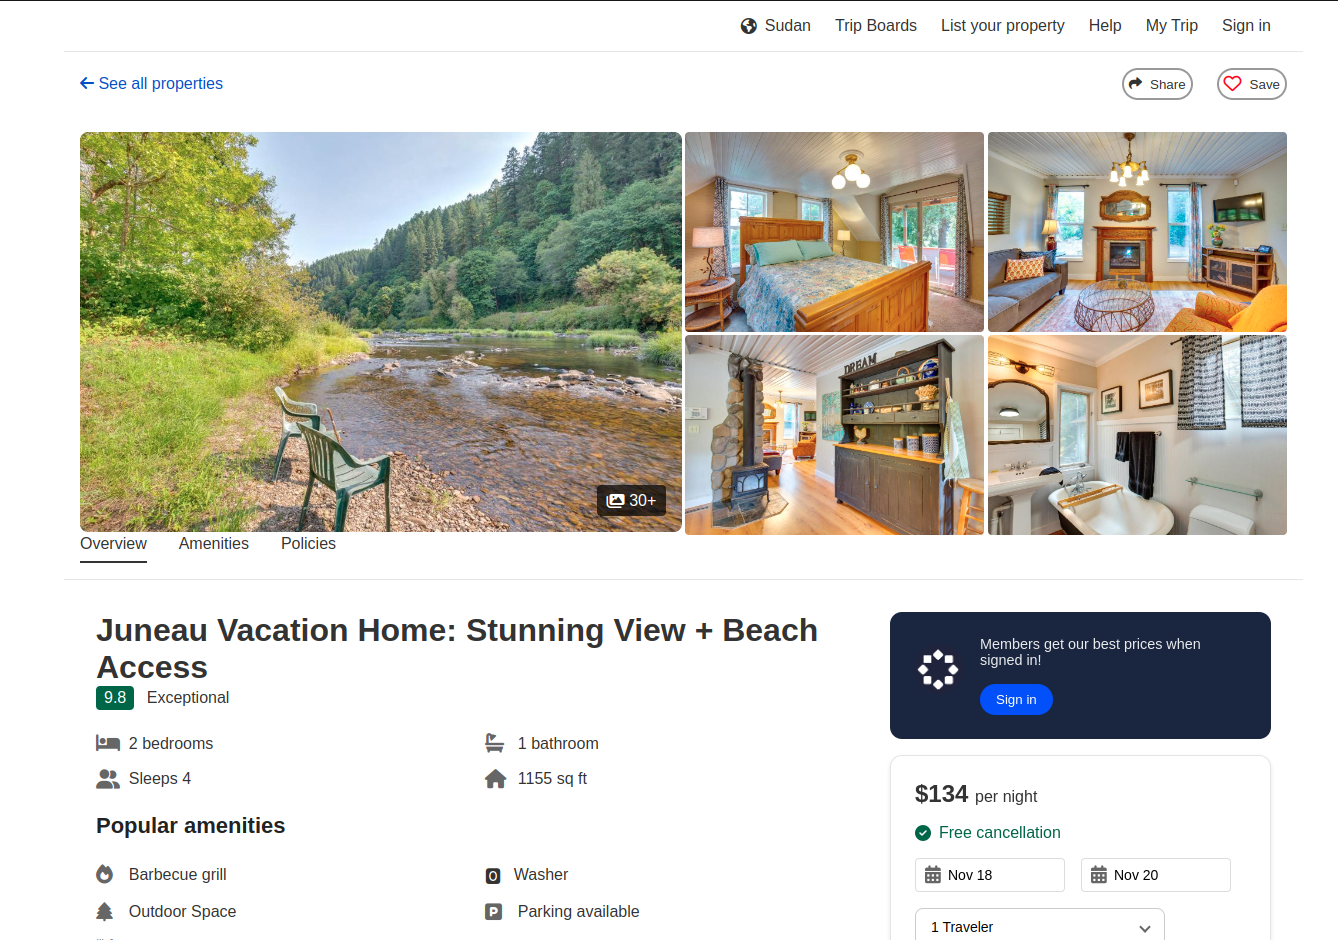 Sudan Trip Boards List your property Help My Trip Sign in
See all properties
Share
Save
DREAM
30+
Overview Amenities Policies
Juneau Vacation Home: Stunning View + Beach
Access
9.8 Exceptional
2 bedrooms
1 bathroom
Sleeps 4
1155 sq ft
Popular amenities
Barbecue grill
Washer
Outdoor Space
Parking available
Members get our best prices when
signed in!
Sign in
$134 per night
Free cancellation
Nov 18
Nov 20
1 Traveler